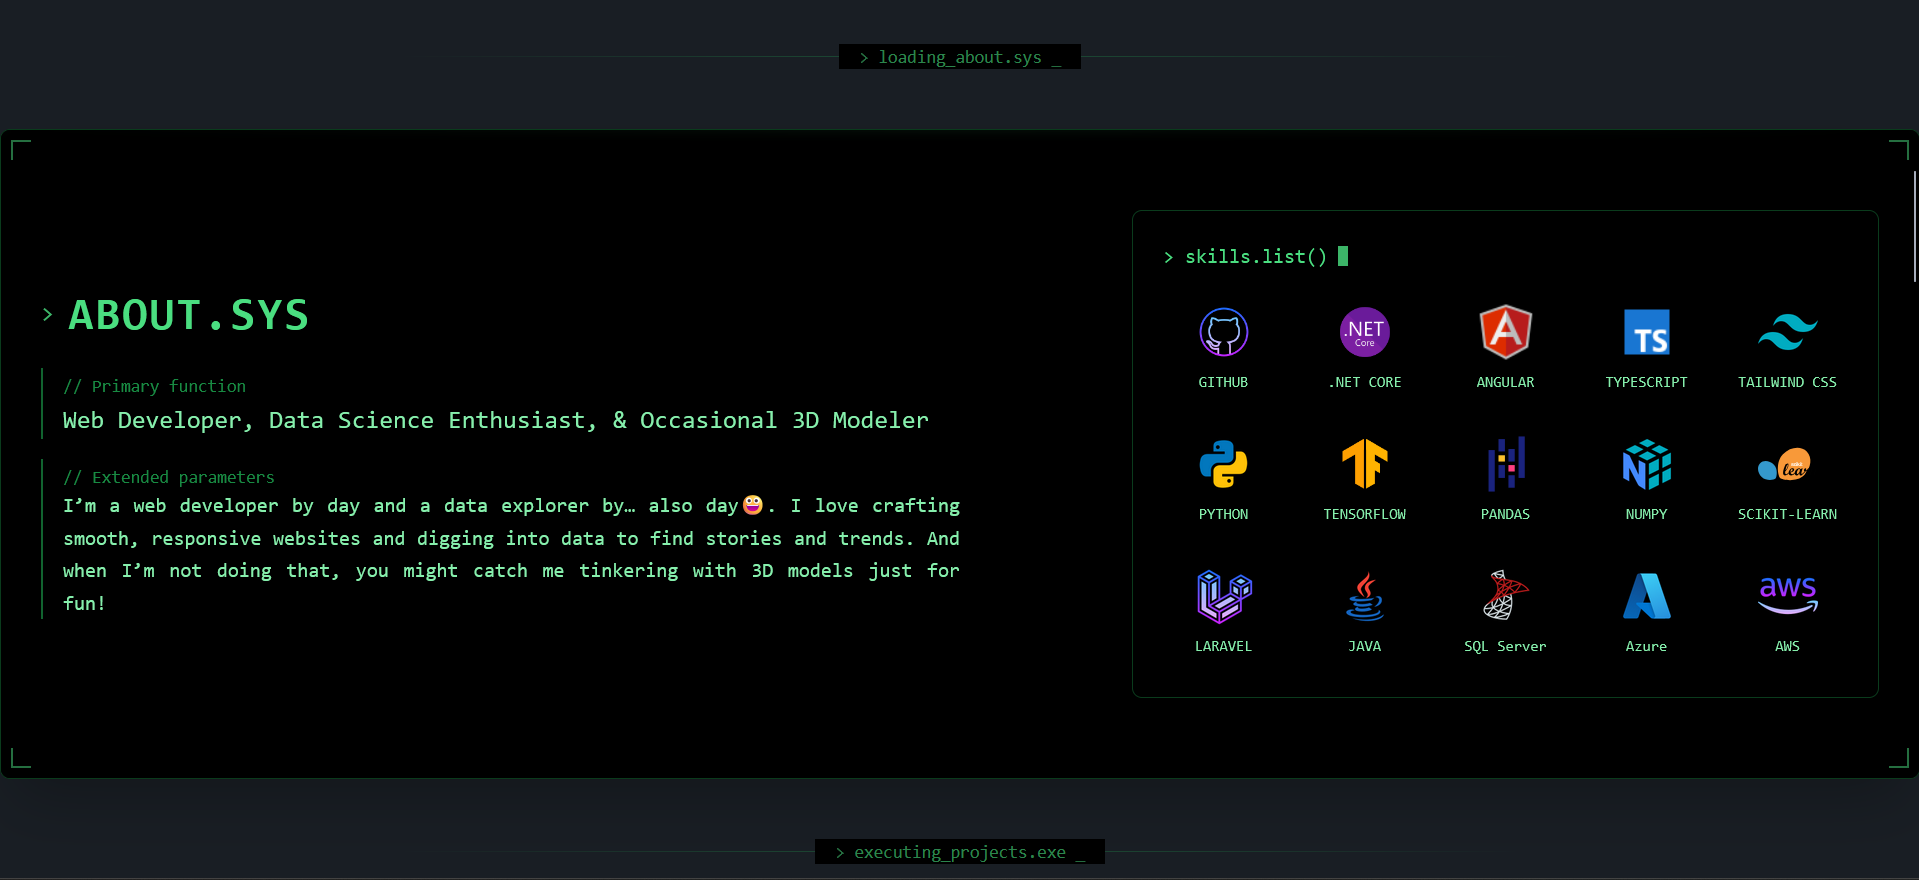 > loading_about.sys _
> ABOUT.SYS
// Primary function
Web Developer, Data Science Enthusiast, & Occasional 3D Modeler
// Extended parameters
I’m a web developer by day and a data explorer by… also day😀. I love crafting
smooth, responsive websites and digging into data to find stories and trends. And
when I’m not doing that, you might catch me tinkering with 3D models just for
fun!
> skills.list()
.NET
Core
A
TS
GITHUB
.NET CORE
ANGULAR
TYPESCRIPT
TAILWIND CSS
N
lear
PYTHON
TENSORFLOW
PANDAS
NUMPY
SCIKIT-LEARN
aws
LARAVEL
JAVA
SQL Server
Azure
AWS
> executing_projects.exe _